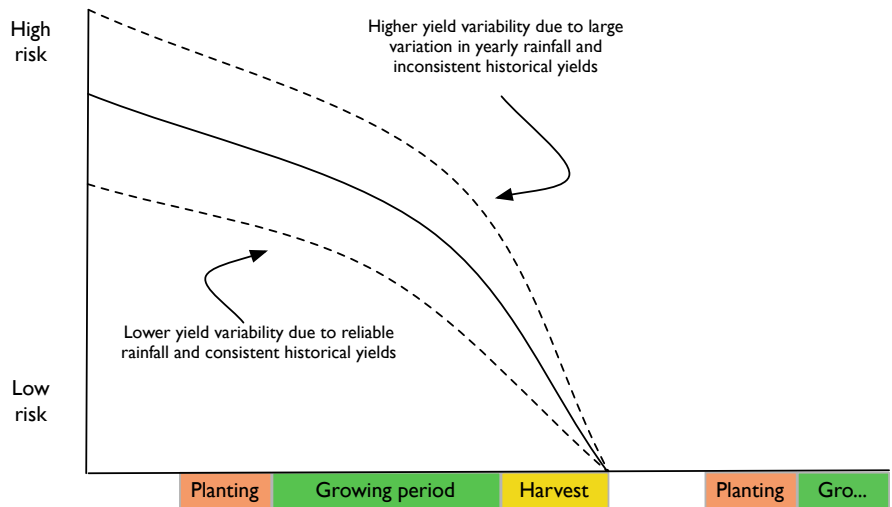 High
risk
Higher yield variability due to large
variation in yearly rainfall and
inconsistent historical yields
Lower yield variability due to reliable
rainfall and consistent historical yields
Low
risk
Planting
Growing period
Harvest
Planting
Gro...